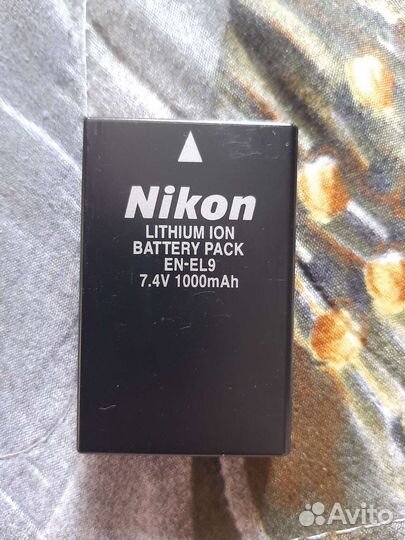 Nikon
LITHIUM ION
BATTERY PACK
EN-EL9
7.4V 1000mAh
Avito